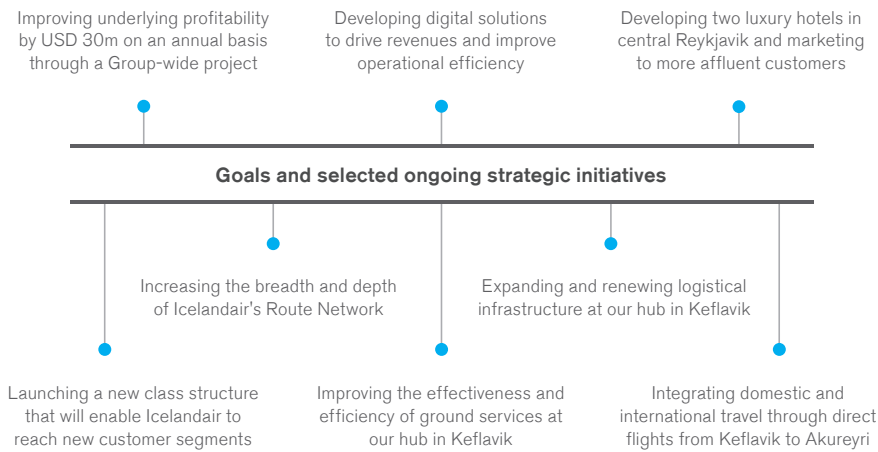 Improving underlying profitability
by USD 30m on an annual basis
through a Group-wide project
Developing digital solutions
to drive revenues and improve
operational efficiency
Developing two luxury hotels in
central Reykjavik and marketing
to more affluent customers
Goals and selected ongoing strategic initiatives
Increasing the breadth and depth
of Icelandair's Route Network
Expanding and renewing logistical
infrastructure at our hub in Keflavik
Launching a new class structure
that will enable Icelandair to
reach new customer segments
Improving the effectiveness and
efficiency of ground services at
our hub in Keflavik
Integrating domestic and
international travel through direct
flights from Keflavik to Akureyri